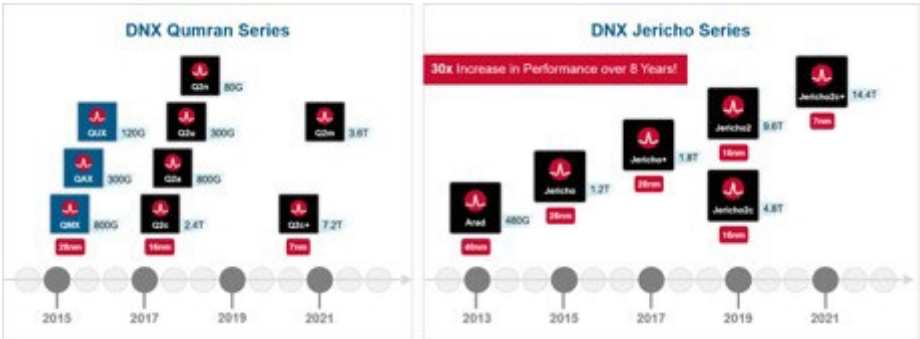 DNX Qumran Series
Q2n 80G
QUX 120G
Q2u 300G
Q2m 3.6T
QAX 300G
Q2a 800G
QMX 800G
Q2c 2.4T
Q2c+ 7.2T
28nm
16nm
7nm
2015
2017
2019
2021
DNX Jericho Series
30x Increase in Performance over 8 Years!
Jericho2c+ 14.4T
7nm
Jericho2 9.6T
16nm
Jericho+ 1.8T
28nm
Jericho 1.2T
28nm
Jericho2c 4.8T
16nm
Arad 480G
40nm
2013
2015
2017
2019
2021